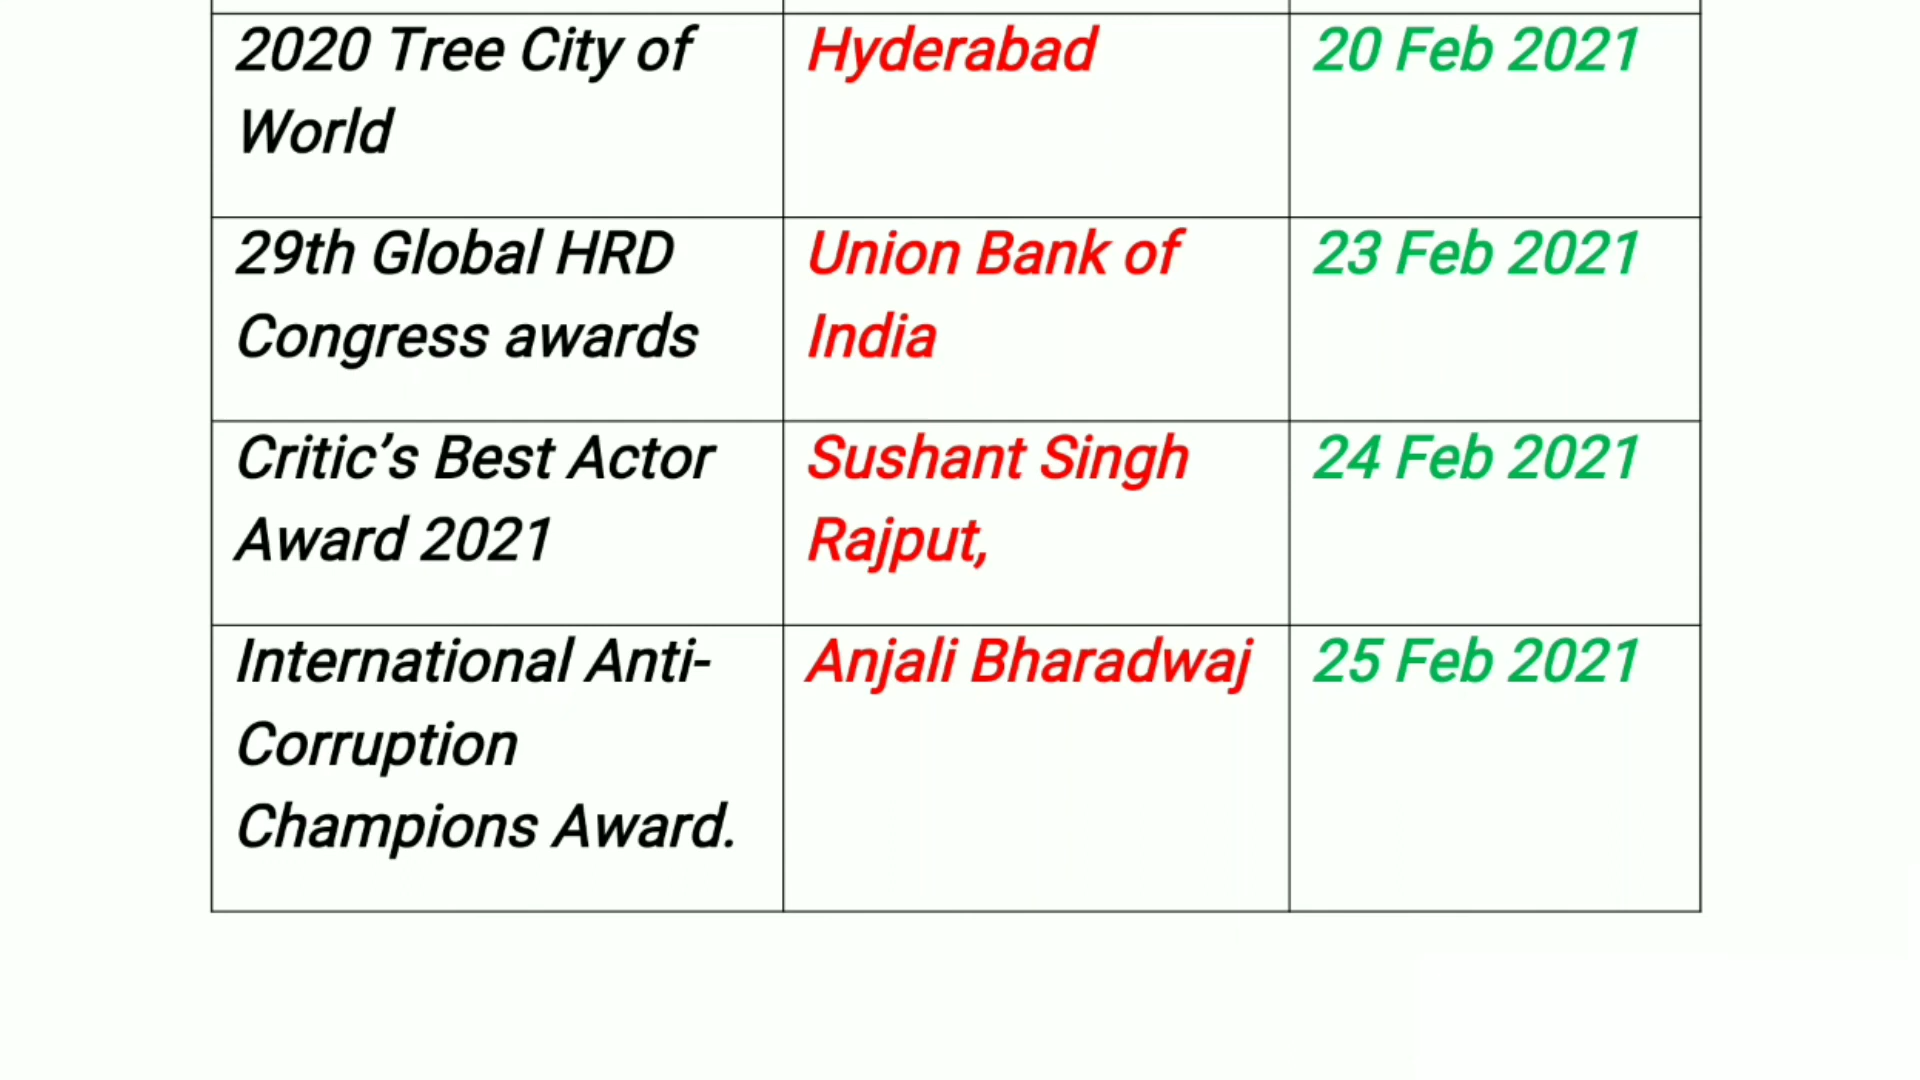 2020 Tree City of
World
Hyderabad
20 Feb 2021
29th Global HRD
Congress awards
Union Bank of
India
23 Feb 2021
Critic’s Best Actor
Award 2021
Sushant Singh
Rajput,
24 Feb 2021
International Anti-
Corruption
Champions Award.
Anjali Bharadwaj
25 Feb 2021